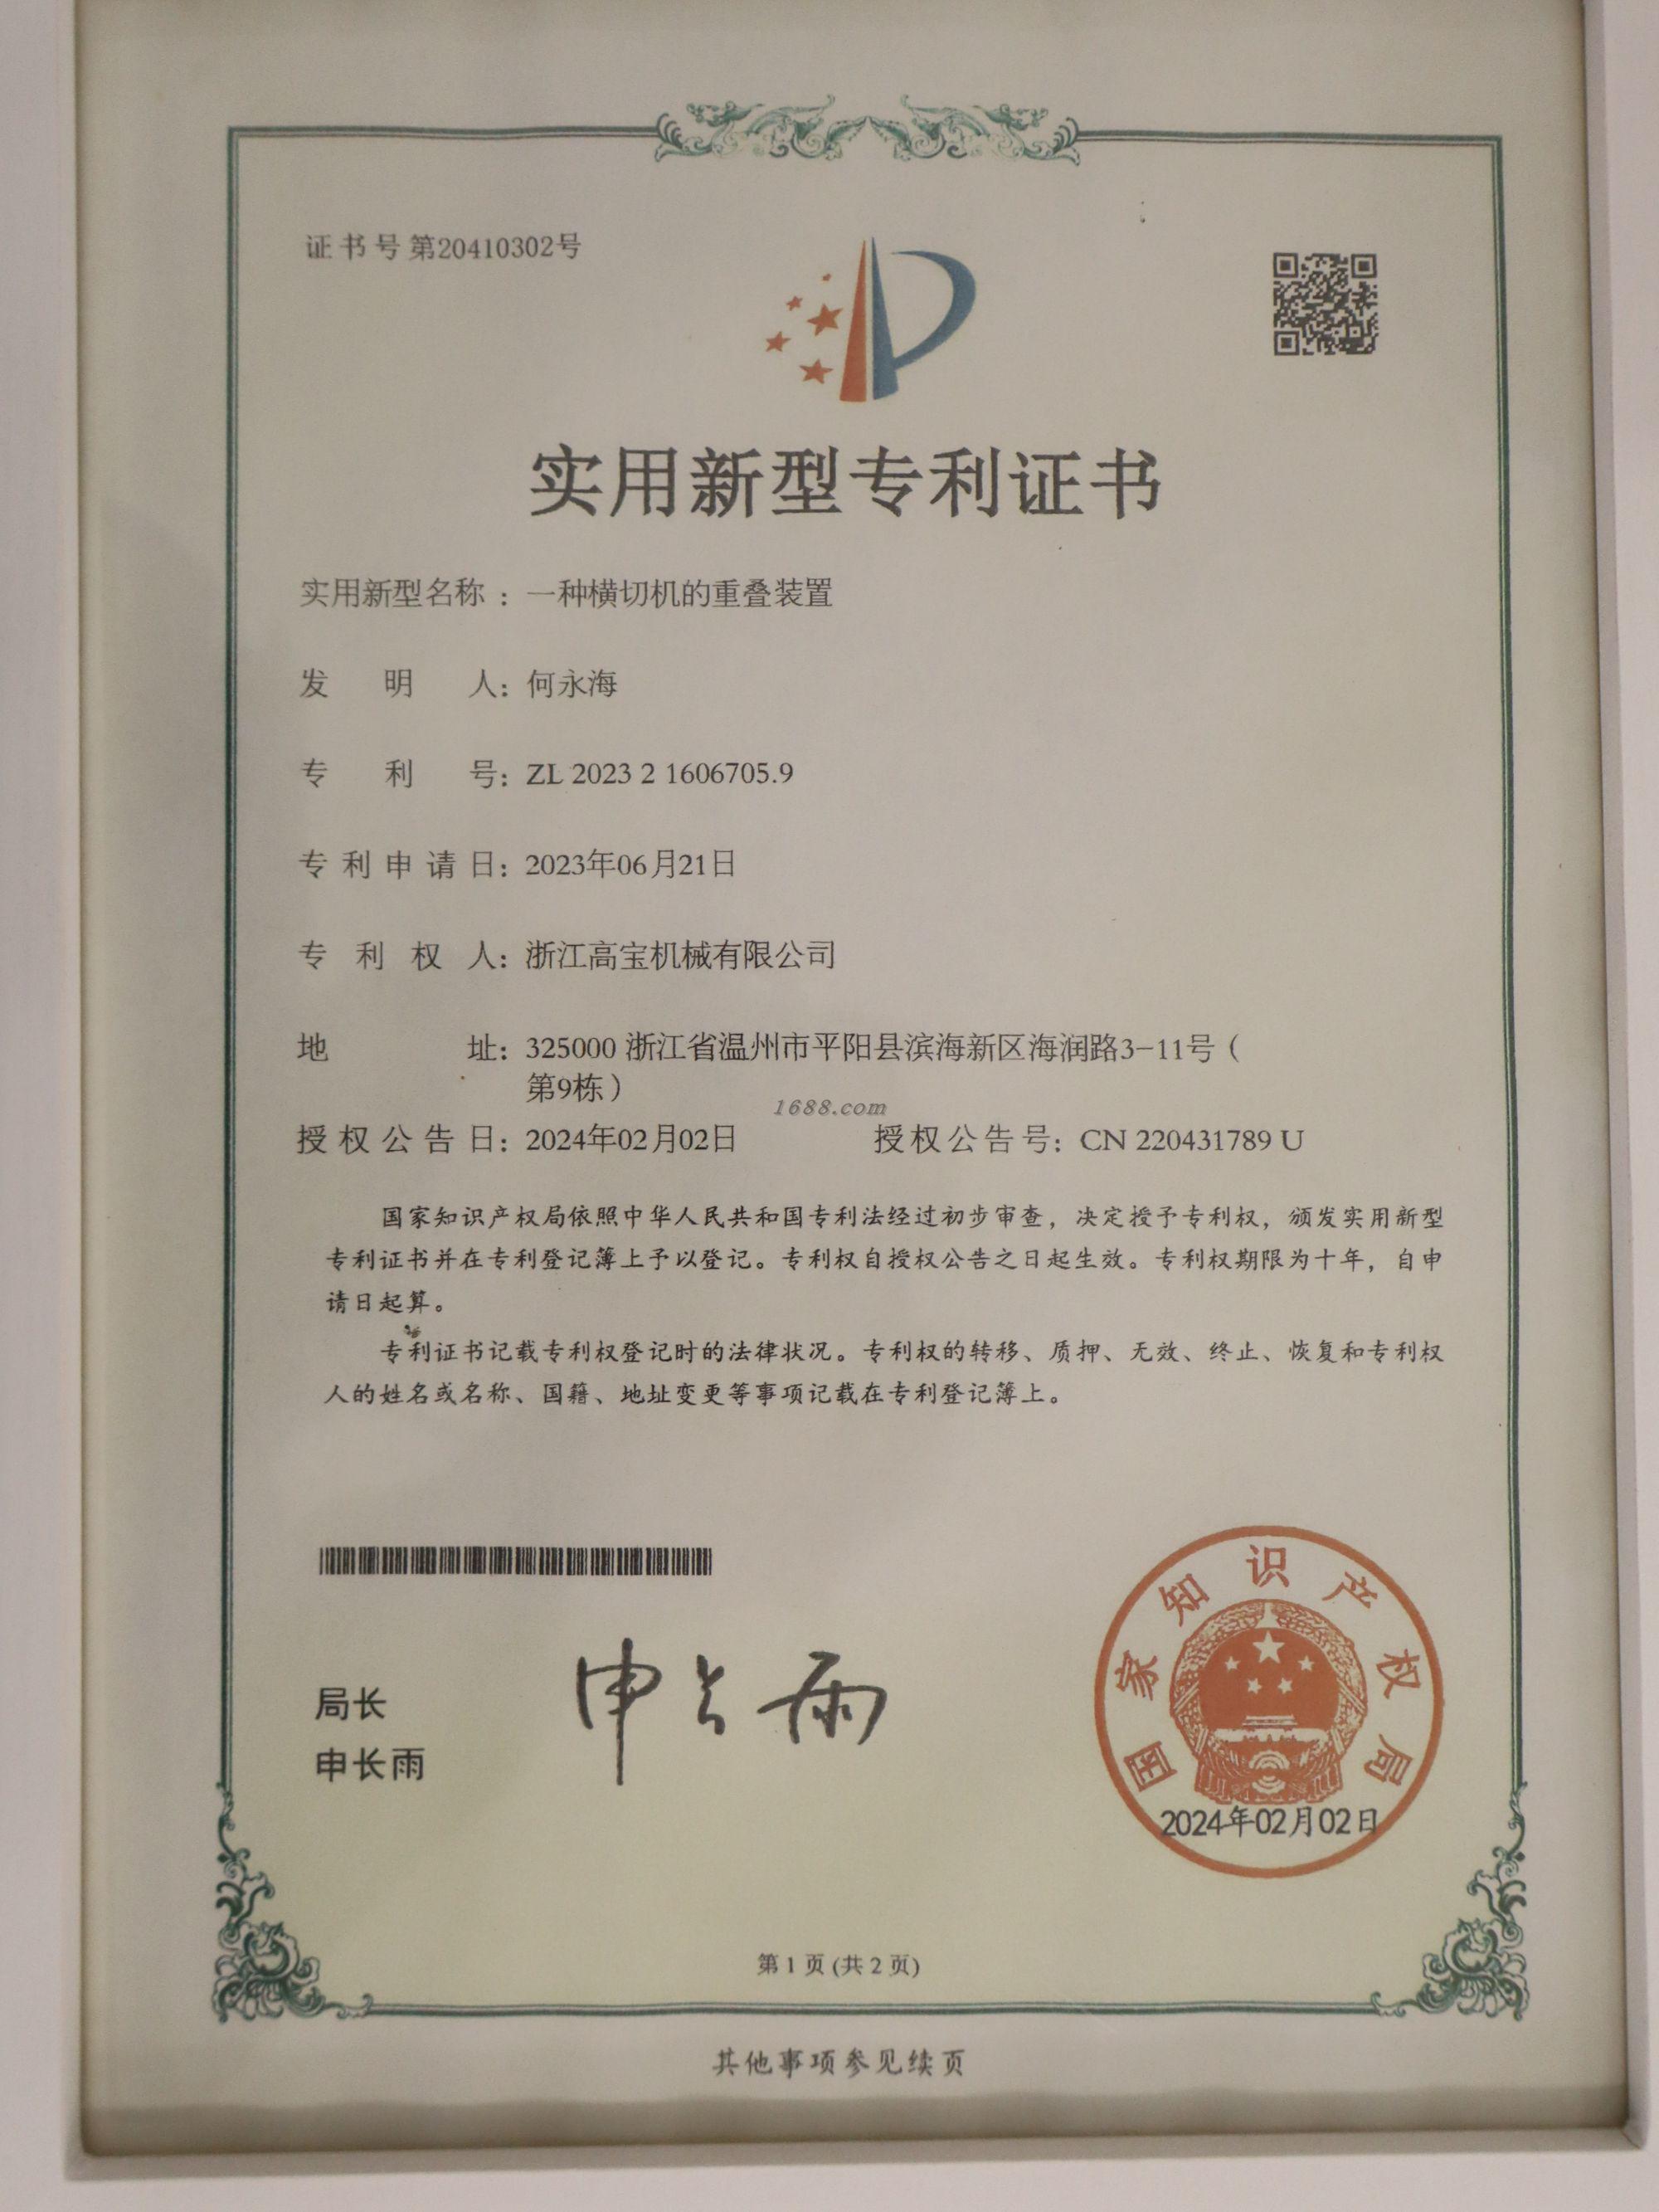 证书号第20410302号
实用新型专利证书
实用新型名称：一种横切机的重叠装置
发明人：何永海
专利号：ZL 2023 2 1606705.9
专利申请日：2023年06月21日
专利权人：浙江高宝机械有限公司
地址：325000 浙江省温州市平阳县滨海新区海润路3-11号（
第9栋）
1688.com
授权公告日：2024年02月02日 授权公告号：CN 220431789 U
国家知识产权局依照中华人民共和国专利法经过初步审查，决定授予专利权，颁发实用新型
专利证书并在专利登记簿上予以登记。专利权自授权公告之日起生效。专利权期限为十年，自申
请日起算。
专利证书记载专利权登记时的法律状况。专利权的转移、质押、无效、终止、恢复和专利权
人的姓名或名称、国籍、地址变更等事项记载在专利登记簿上。
局长
申长雨
申长雨
国家知识产权局
2024年02月02日
第 1 页 (共 2 页)
其他事项参见续页